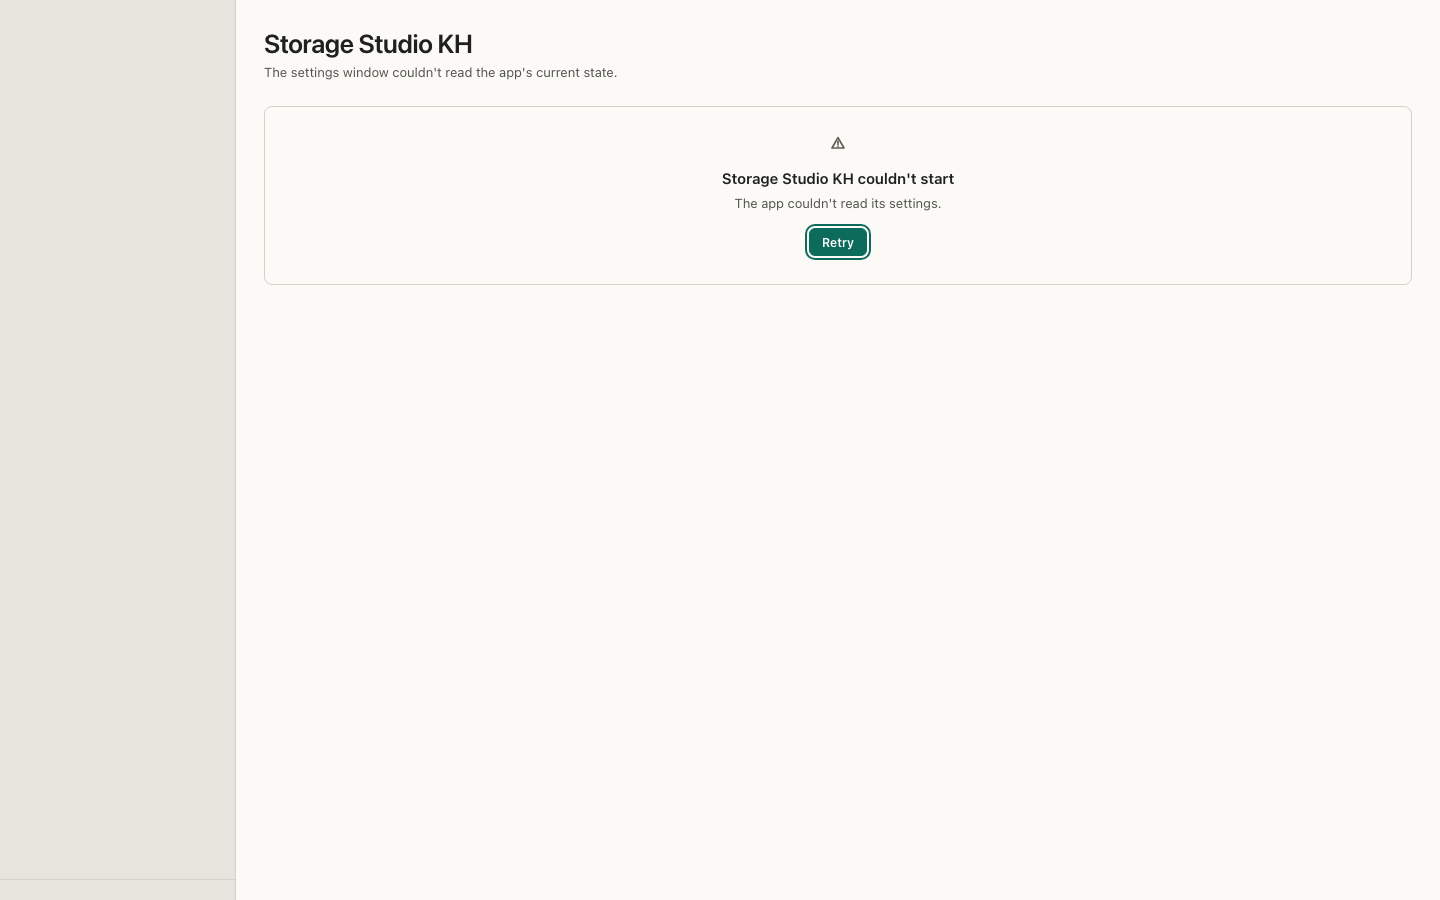 Storage Studio KH
The settings window couldn't read the app's current state.
Storage Studio KH couldn't start
The app couldn't read its settings.
Retry